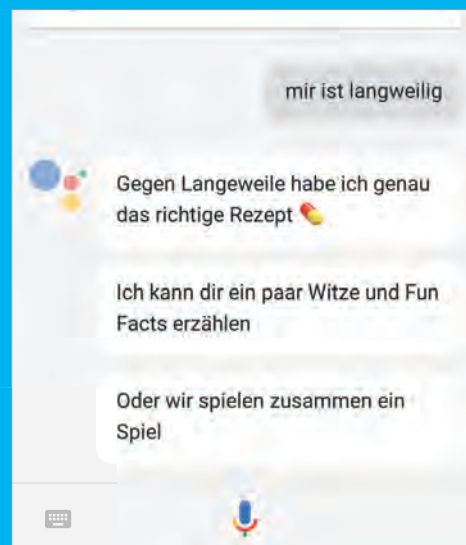 mir ist langweilig
Gegen Langeweile habe ich genau
das richtige Rezept 💊
Ich kann dir ein paar Witze und Fun
Facts erzählen
Oder wir spielen zusammen ein
Spiel